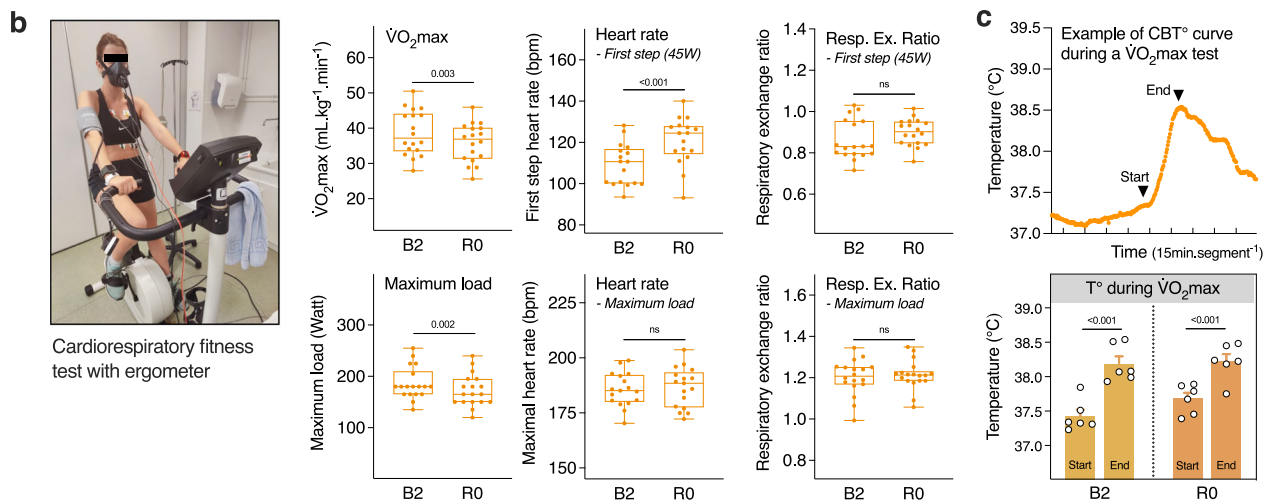 b
Cardiorespiratory fitness
test with ergometer
V̇O₂max
V̇O₂max (mL.kg⁻¹.min⁻¹)
60
50
40
30
20
0.003
B2
R0
Heart rate
- First step (45W)
First step heart rate (bpm)
160
140
120
100
80
<0.001
B2
R0
Resp. Ex. Ratio
- First step (45W)
Respiratory exchange ratio
1.4
1.2
1.0
0.8
0.6
ns
B2
R0
Maximum load
Maximum load (Watt)
300
200
100
0.002
B2
R0
Heart rate
- Maximum load
Maximal heart rate (bpm)
225
200
175
150
ns
B2
R0
Resp. Ex. Ratio
- Maximum load
Respiratory exchange ratio
1.6
1.4
1.2
1.0
0.8
ns
B2
R0
c
Example of CBT° curve
during a V̇O₂max test
Temperature (°C)
39.5
38.5
37.5
37.0
Start
End
Time (15min.segment⁻¹)
T° during V̇O₂max
Temperature (°C)
39.0
38.5
38.0
37.5
37.0
<0.001
<0.001
Start
End
Start
End
B2
R0